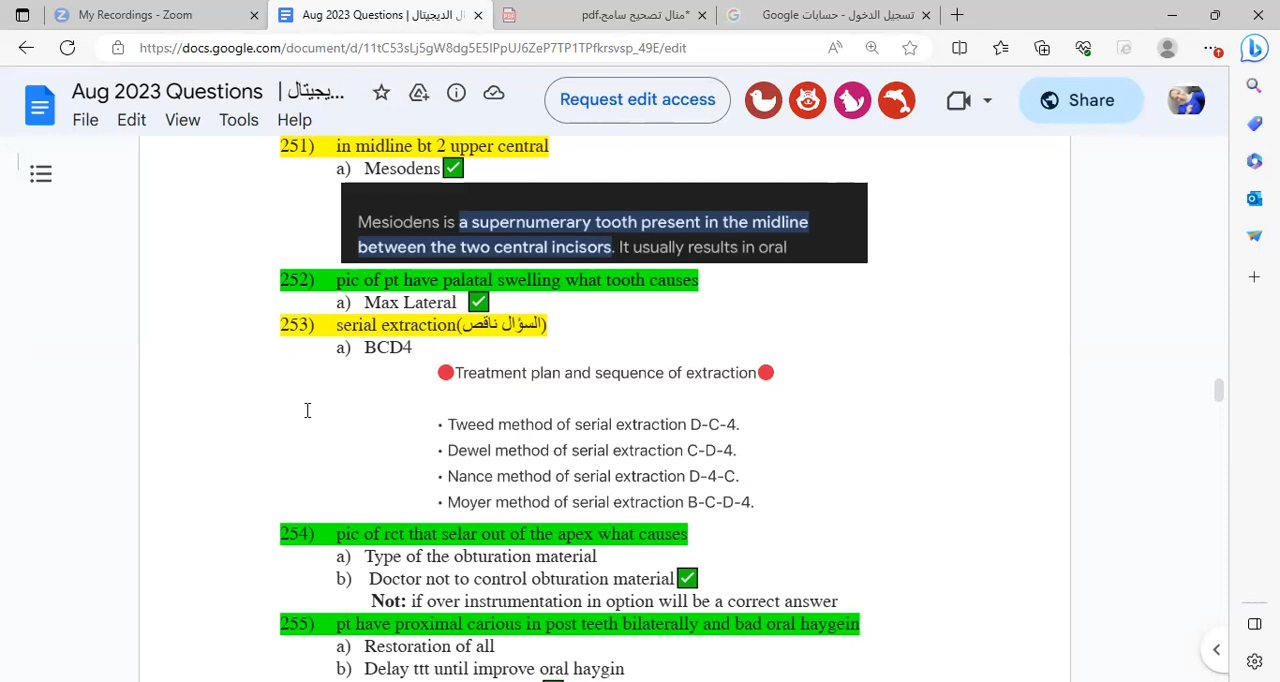 My Recordings - Zoom
Aug 2023 Questions | الديجيتال
منال تصحيح سامح.pdf*
تسجيل الدخول - حسابات Google
https://docs.google.com/document/d/11tC53sLj5gW8dg5E5IPpUJ6ZeP7TP1TPfkrsvsp_49E/edit
Aug 2023 Questions | يجيتال...
Request edit access
Share
File Edit View Tools Help
251) in midline bt 2 upper central
a) Mesodens
Mesiodens is a supernumerary tooth present in the midline
between the two central incisors. It usually results in oral
252) pic of pt have palatal swelling what tooth causes
a) Max Lateral
253) serial extraction(السؤال ناقص)
a) BCD4
Treatment plan and sequence of extraction
• Tweed method of serial extraction D-C-4.
• Dewel method of serial extraction C-D-4.
• Nance method of serial extraction D-4-C.
• Moyer method of serial extraction B-C-D-4.
254) pic of rct that selar out of the apex what causes
a) Type of the obturation material
b) Doctor not to control obturation material
Not: if over instrumentation in option will be a correct answer
255) pt have proximal carious in post teeth bilaterally and bad oral haygein
a) Restoration of all
b) Delay ttt until improve oral haygin